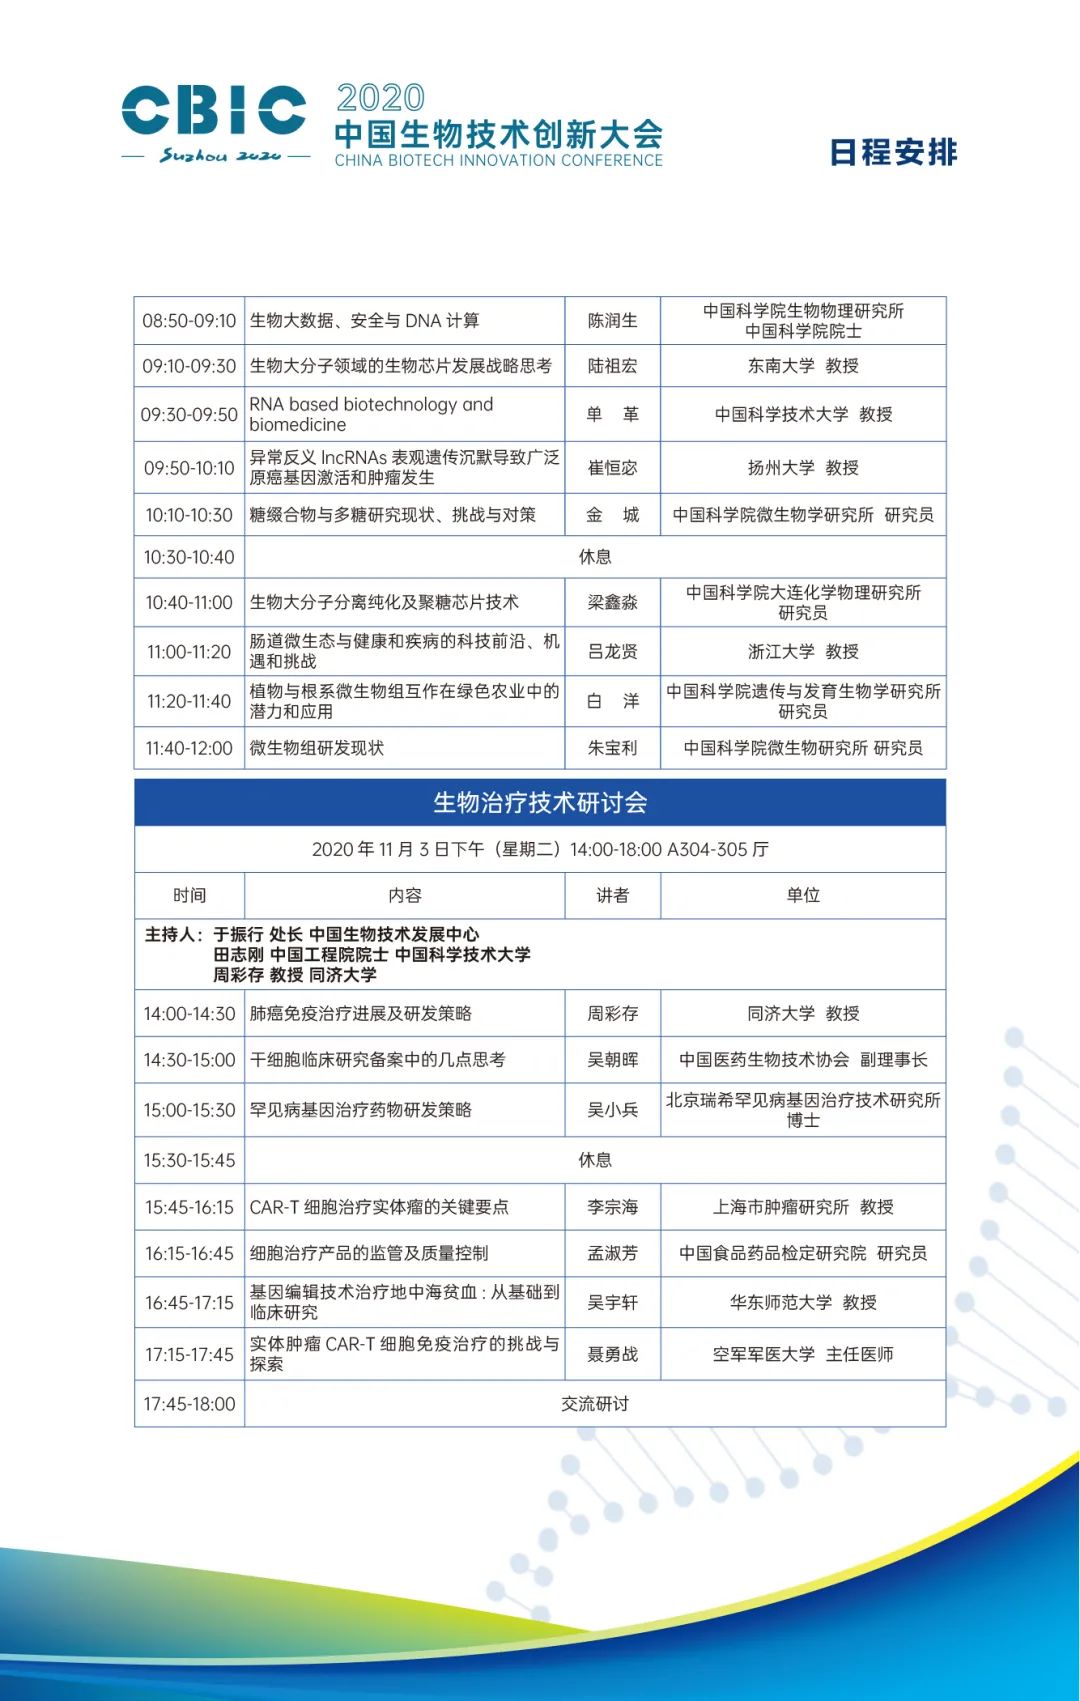 CBIC
Suzhou 2020
2020
中国生物技术创新大会
CHINA BIOTECH INNOVATION CONFERENCE
日程安排
08:50-09:10 生物大数据、安全与 DNA 计算 陈润生 中国科学院生物物理研究所
中国科学院院士
09:10-09:30 生物大分子领域的生物芯片发展战略思考 陆祖宏 东南大学 教授
09:30-09:50 RNA based biotechnology and
biomedicine 单 革 中国科学技术大学 教授
09:50-10:10 异常反义 lncRNAs 表观遗传沉默导致广泛
原癌基因激活和肿瘤发生 崔恒宓 扬州大学 教授
10:10-10:30 糖缀合物与多糖研究现状、挑战与对策 金 城 中国科学院微生物学研究所 研究员
10:30-10:40 休息
10:40-11:00 生物大分子分离纯化及聚糖芯片技术 梁鑫淼 中国科学院大连化学物理研究所
研究员
11:00-11:20 肠道微生态与健康和疾病的科技前沿、机
遇和挑战 吕龙贤 浙江大学 教授
11:20-11:40 植物与根系微生物组互作在绿色农业中的
潜力和应用 白 洋 中国科学院遗传与发育生物学研究所
研究员
11:40-12:00 微生物组研发现状 朱宝利 中国科学院微生物研究所 研究员
生物治疗技术研讨会
2020 年 11 月 3 日下午（星期二）14:00-18:00 A304-305 厅
时间 内容 讲者 单位
主持人：于振行 处长 中国生物技术发展中心
田志刚 中国工程院院士 中国科学技术大学
周彩存 教授 同济大学
14:00-14:30 肺癌免疫治疗进展及研发策略 周彩存 同济大学 教授
14:30-15:00 干细胞临床研究备案中的几点思考 吴朝晖 中国医药生物技术协会 副理事长
15:00-15:30 罕见病基因治疗药物研发策略 吴小兵 北京瑞希罕见病基因治疗技术研究所
博士
15:30-15:45 休息
15:45-16:15 CAR-T 细胞治疗实体瘤的关键要点 李宗海 上海市肿瘤研究所 教授
16:15-16:45 细胞治疗产品的监管及质量控制 孟淑芳 中国食品药品检定研究院 研究员
16:45-17:15 基因编辑技术治疗地中海贫血 : 从基础到
临床研究 吴宇轩 华东师范大学 教授
17:15-17:45 实体肿瘤 CAR-T 细胞免疫治疗的挑战与
探索 聂勇战 空军军医大学 主任医师
17:45-18:00 交流研讨